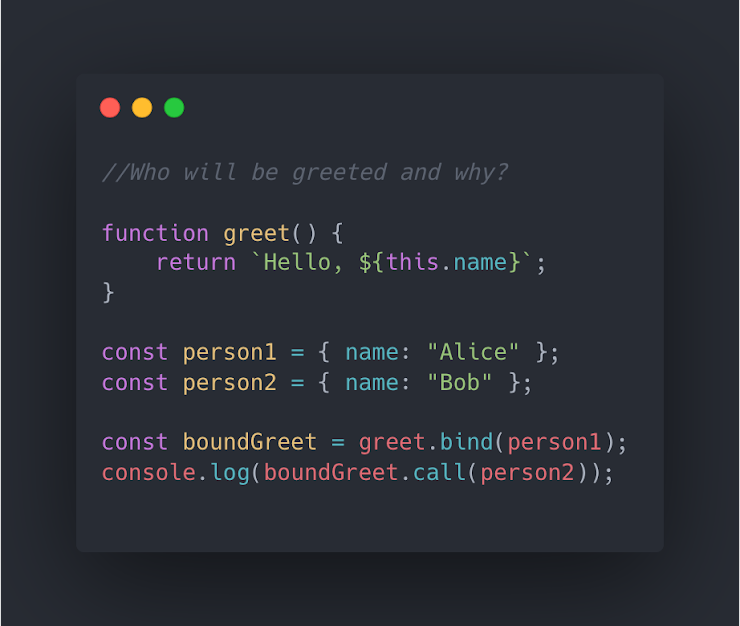 //Who will be greeted and why?
function greet() {
    return `Hello, ${this.name}`;
}
const person1 = { name: "Alice" };
const person2 = { name: "Bob" };
const boundGreet = greet.bind(person1);
console.log(boundGreet.call(person2));